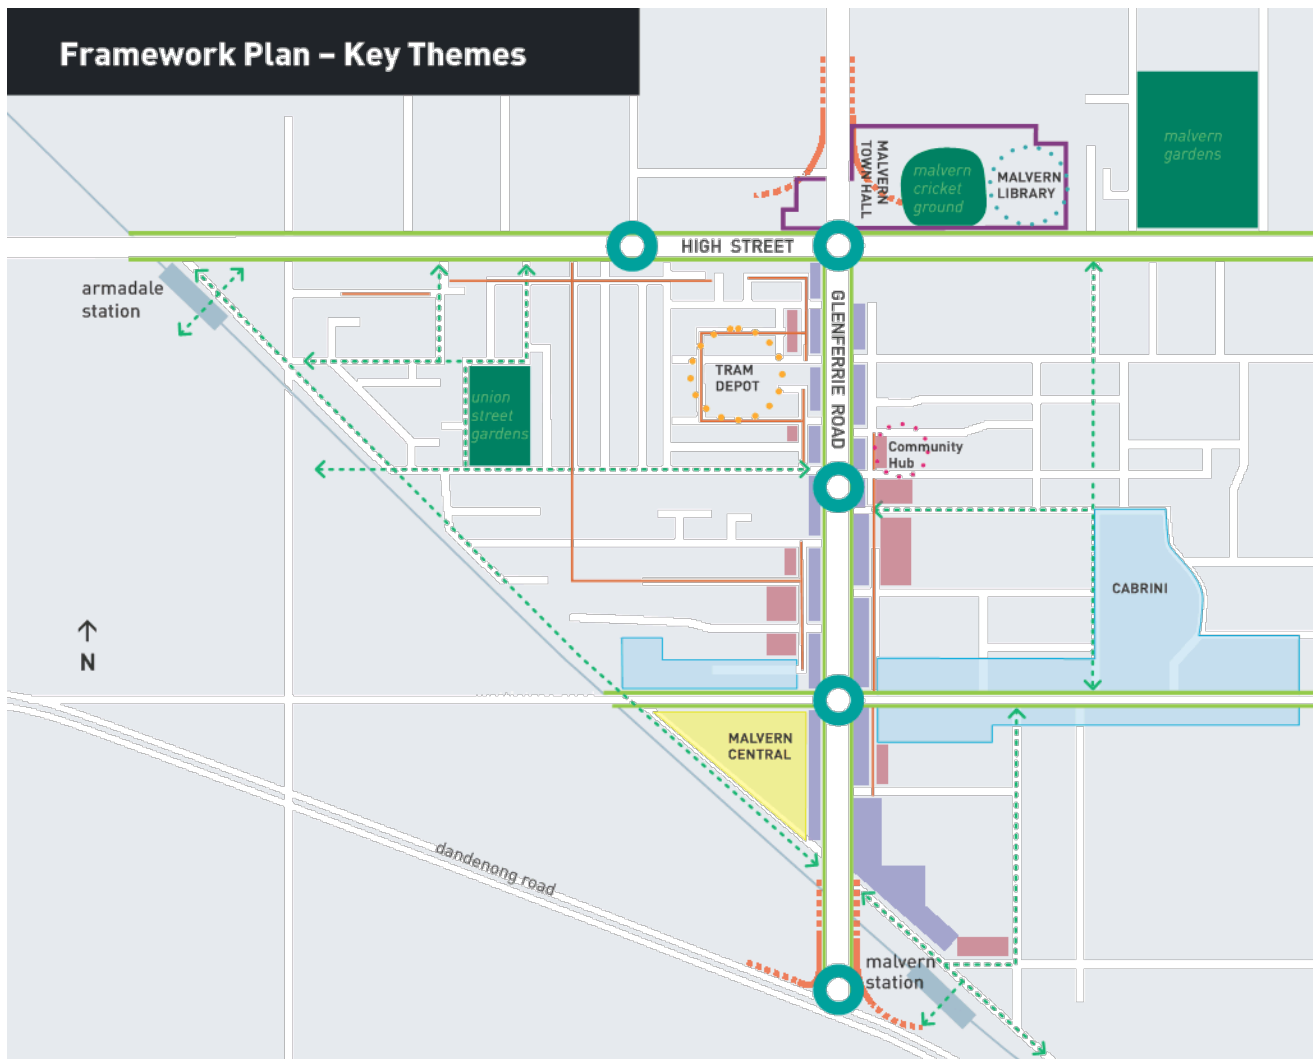 Framework Plan – Key Themes
malvern
gardens
MALVERN
TOWN HALL
malvern
cricket
ground
MALVERN
LIBRARY
HIGH STREET
armadale
station
GLENFERRIE ROAD
TRAM
DEPOT
union
street
gardens
Community
Hub
CABRINI
N
MALVERN
CENTRAL
dandenong road
malvern
station